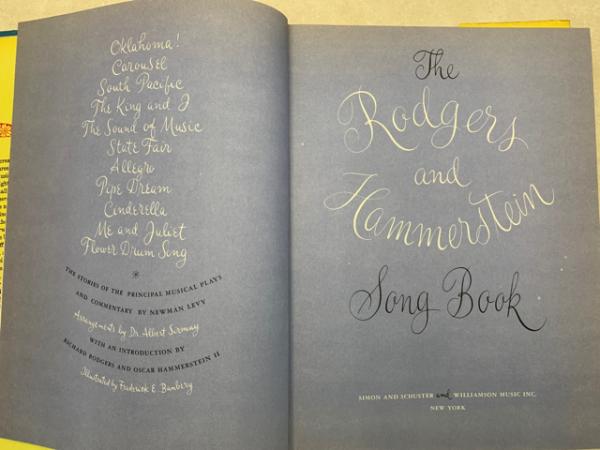 Oklahoma!
Carousel
South Pacific
The King and I
The Sound of Music
State Fair
Allegro
Pipe Dream
Cinderella
Me and Juliet
Flower Drum Song
THE STORIES OF THE PRINCIPAL MUSICAL PLAYS
AND COMMENTARY BY NEWMAN LEVY
Arrangements by Dr. Albert Sirmay
WITH AN INTRODUCTION BY
RICHARD RODGERS AND OSCAR HAMMERSTEIN II
Illustrated by Frederick E. Banbery
The
Rodgers
and
Hammerstein
Song Book
SIMON AND SCHUSTER and WILLIAMSON MUSIC INC.
NEW YORK